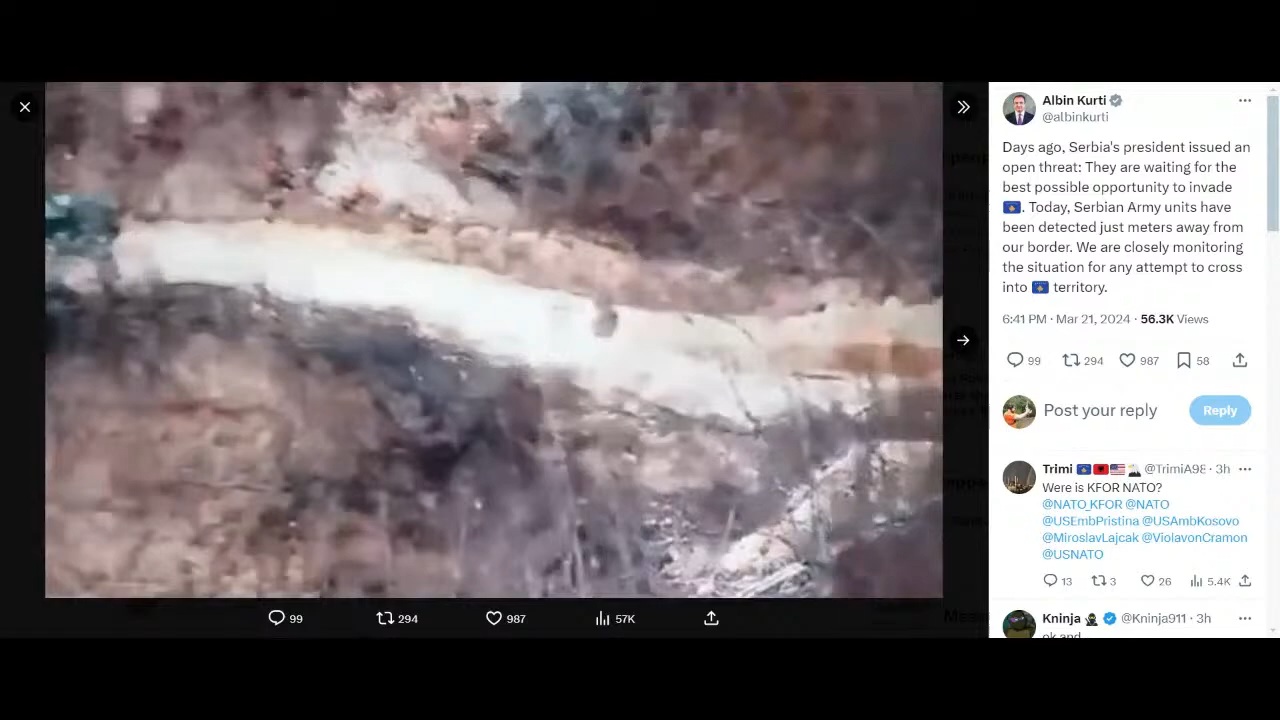 Albin Kurti
@albinkurti
Days ago, Serbia's president issued an
open threat: They are waiting for the
best possible opportunity to invade
🇽🇰. Today, Serbian Army units have
been detected just meters away from
our border. We are closely monitoring
the situation for any attempt to cross
into 🇽🇰 territory.
6:41 PM · Mar 21, 2024 · 56.3K Views
99 294 987 58
Post your reply Reply
Trimi @TrimiA98 · 3h
Were is KFOR NATO?
@NATO_KFOR @NATO
@USEmbPristina @USAmbKosovo
@MiroslavLajcak @ViolavonCramon
@USNATO
13 3 26 5.4K
Kninja @Kninja911 · 3h
ok and
99 294 987 57K